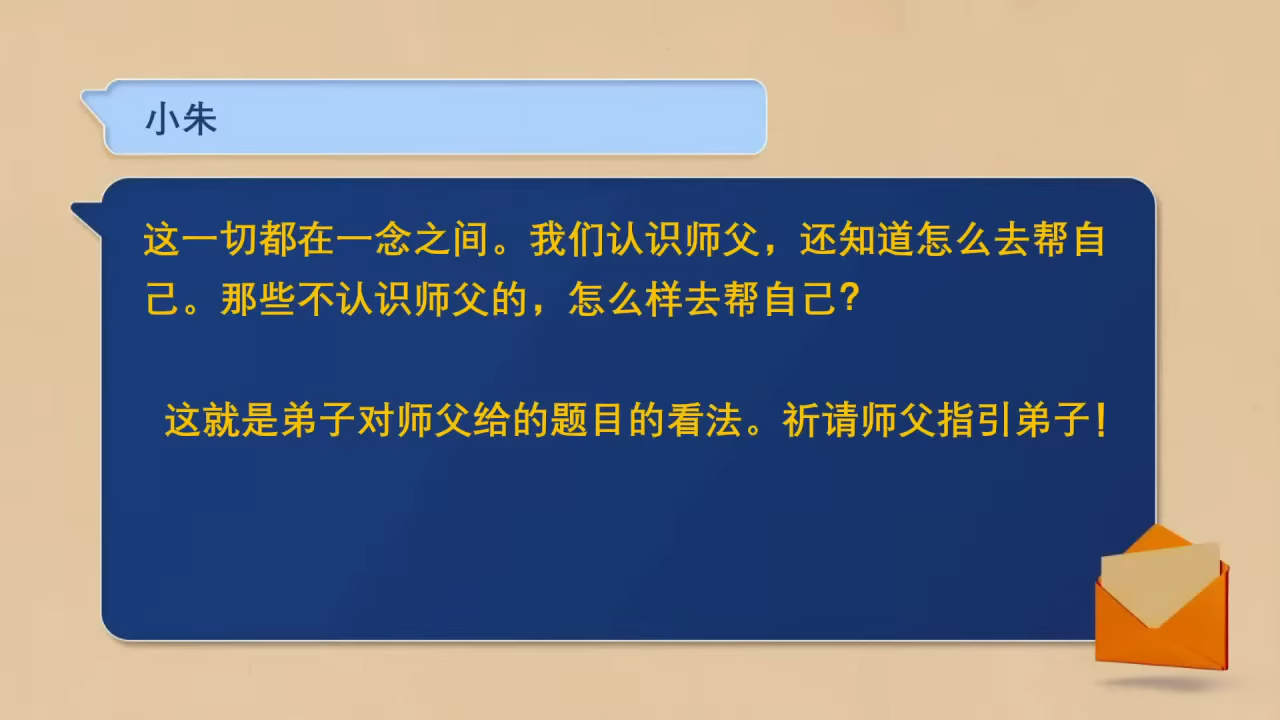 小朱
这一切都在一念之间。我们认识师父，还知道怎么去帮自
己。那些不认识师父的，怎么样去帮自己？
这就是弟子对师父给的题目的看法。祈请师父指引弟子！